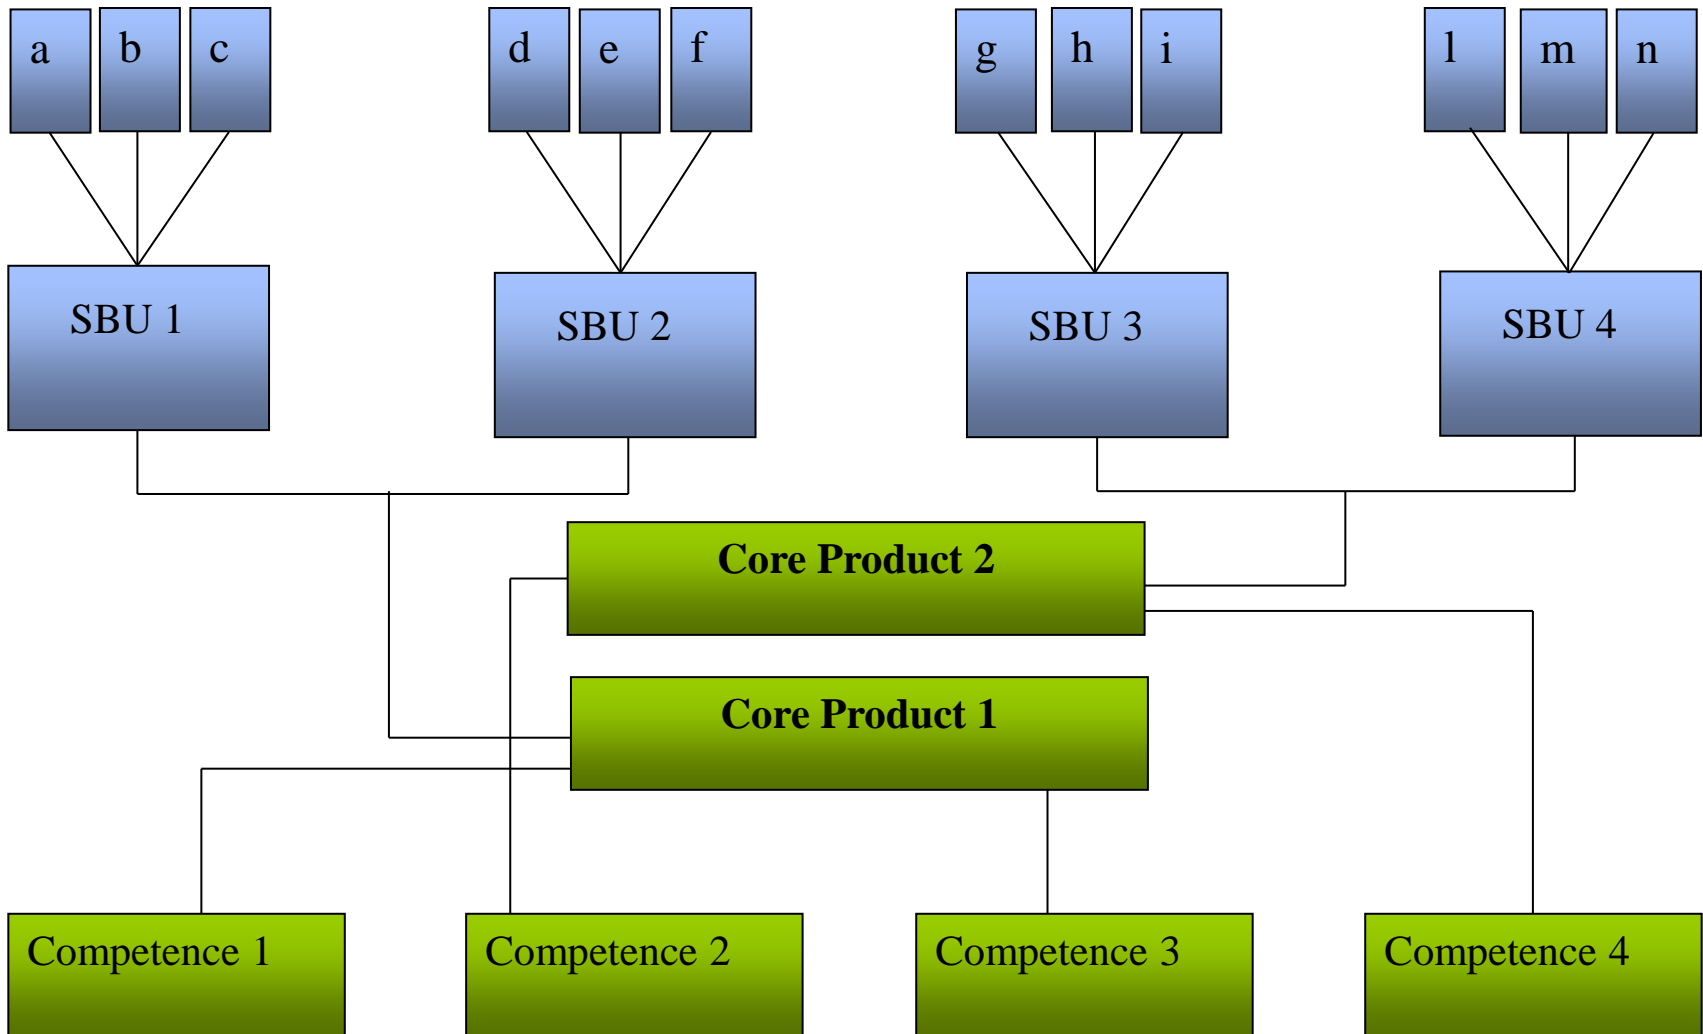 a
b
c
d
e
f
g
h
i
l
m
n
SBU 1
SBU 2
SBU 3
SBU 4
Core Product 2
Core Product 1
Competence 1
Competence 2
Competence 3
Competence 4